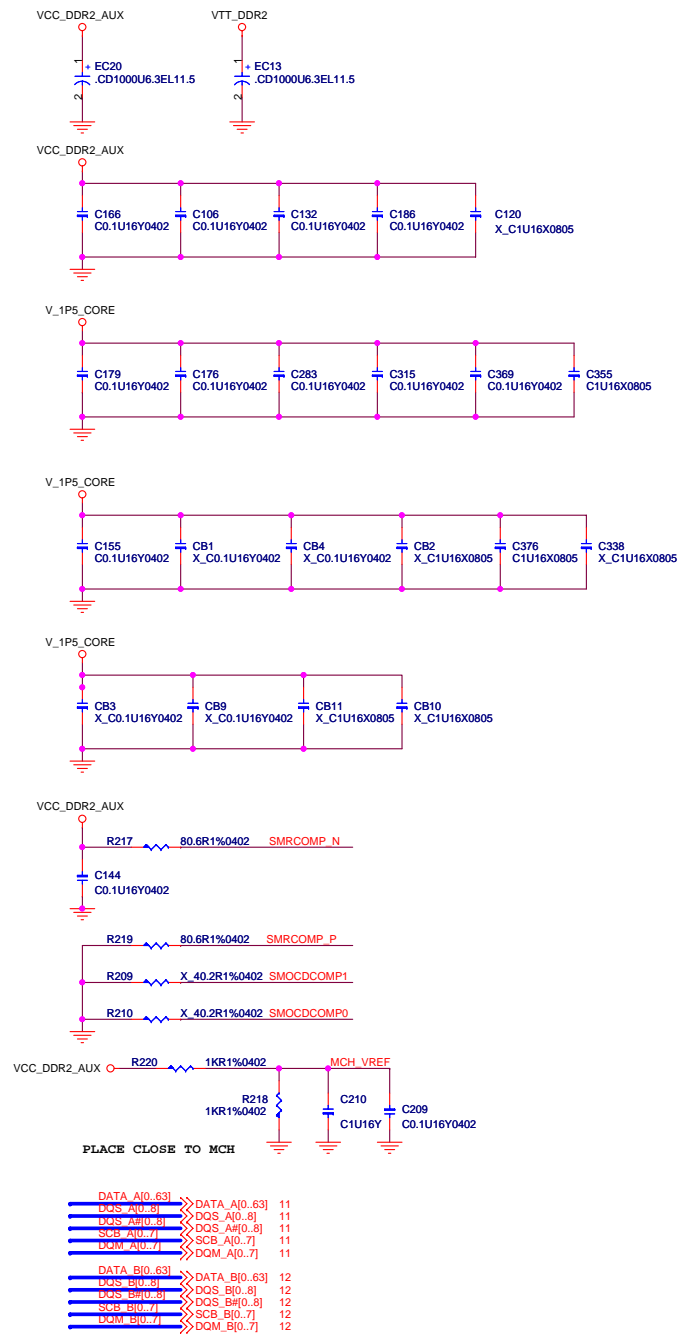 VCC_DDR2_AUX VTT_DDR2
1 + EC20 1 + EC13
.CD1000U6.3EL11.5 .CD1000U6.3EL11.5
2 2
VCC_DDR2_AUX
C166 C106 C132 C186 C120
C0.1U16Y0402 C0.1U16Y0402 C0.1U16Y0402 C0.1U16Y0402 X_C1U16X0805
V_1P5_CORE
C179 C176 C283 C315 C369 C355
C0.1U16Y0402 C0.1U16Y0402 C0.1U16Y0402 C0.1U16Y0402 C0.1U16Y0402 C1U16X0805
V_1P5_CORE
C155 CB1 CB4 CB2 C376 C338
C0.1U16Y0402 X_C0.1U16Y0402 X_C0.1U16Y0402 X_C1U16X0805 C1U16X0805 X_C1U16X0805
V_1P5_CORE
CB3 CB9 CB11 CB10
X_C0.1U16Y0402 X_C0.1U16Y0402 X_C1U16X0805 X_C1U16X0805
VCC_DDR2_AUX
R217 80.6R1%0402 SMRCOMP_N
C144
C0.1U16Y0402
R219 80.6R1%0402 SMRCOMP_P
R209 X_40.2R1%0402 SMOCDCOMP1
R210 X_40.2R1%0402 SMOCDCOMP0
VCC_DDR2_AUX R220 1KR1%0402 MCH_VREF
R218 C210 C209
1KR1%0402 C1U16Y C0.1U16Y0402
PLACE CLOSE TO MCH
DATA_A[0..63] DATA_A[0..63] 11
DQS_A[0..8] DQS_A[0..8] 11
DQS_A#[0..8] DQS_A#[0..8] 11
SCB_A[0..7] SCB_A[0..7] 11
DQM_A[0..7] DQM_A[0..7] 11
DATA_B[0..63] DATA_B[0..63] 12
DQS_B[0..8] DQS_B[0..8] 12
DQS_B#[0..8] DQS_B#[0..8] 12
SCB_B[0..7] SCB_B[0..7] 12
DQM_B[0..7] DQM_B[0..7] 12